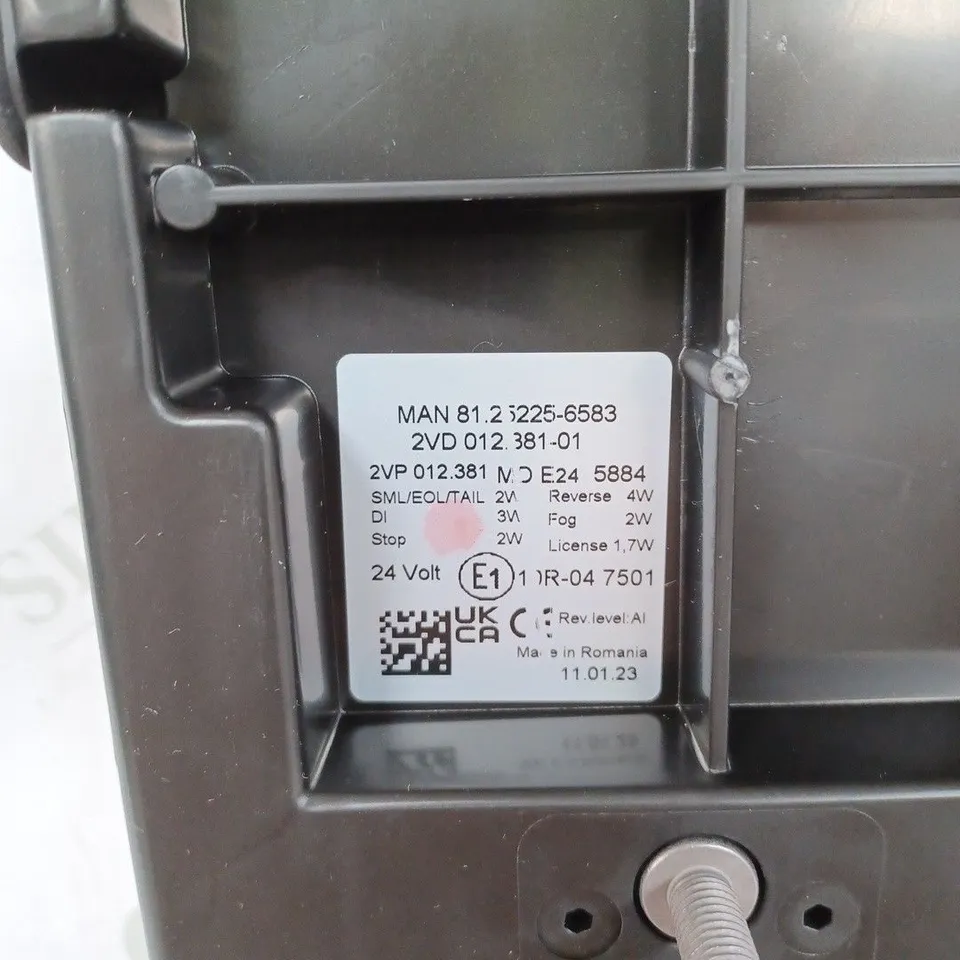 MAN 81.25225-6583
2VD 012.381-01
2VP 012.381 MO E24 5884
SML/EOL/TAIL 2W Reverse 4W
DI 3W Fog 2W
Stop 2W License 1,7W
24 Volt E1 10R-04 7501
UK CA CE Rev.level:AI
Made in Romania
11.01.23